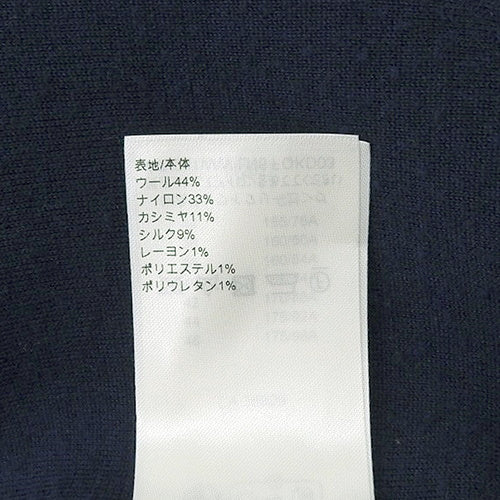 表地/本体
ウール44%
ナイロン33%
カシミヤ11%
シルク9%
レーヨン1%
ポリエステル1%
ポリウレタン1%